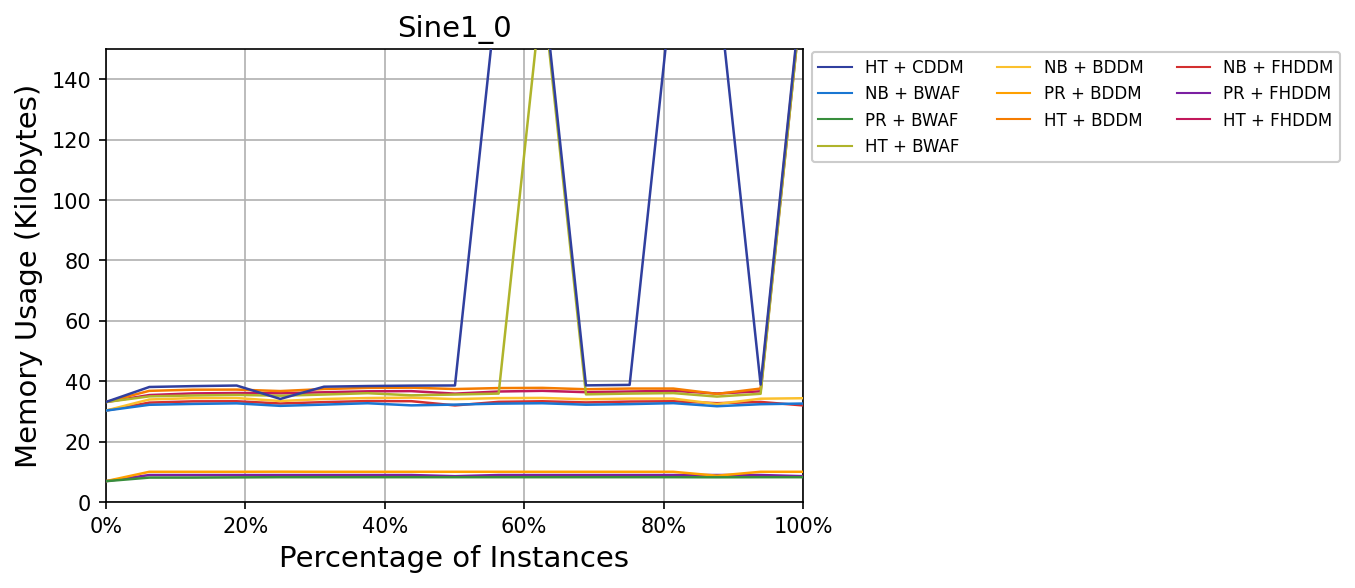 Sine1_0
Memory Usage (Kilobytes)
140
120
100
80
60
40
20
0
0% 20% 40% 60% 80% 100%
Percentage of Instances
HT + CDDM NB + BDDM NB + FHDDM
NB + BWAF PR + BDDM PR + FHDDM
PR + BWAF HT + BDDM HT + FHDDM
HT + BWAF